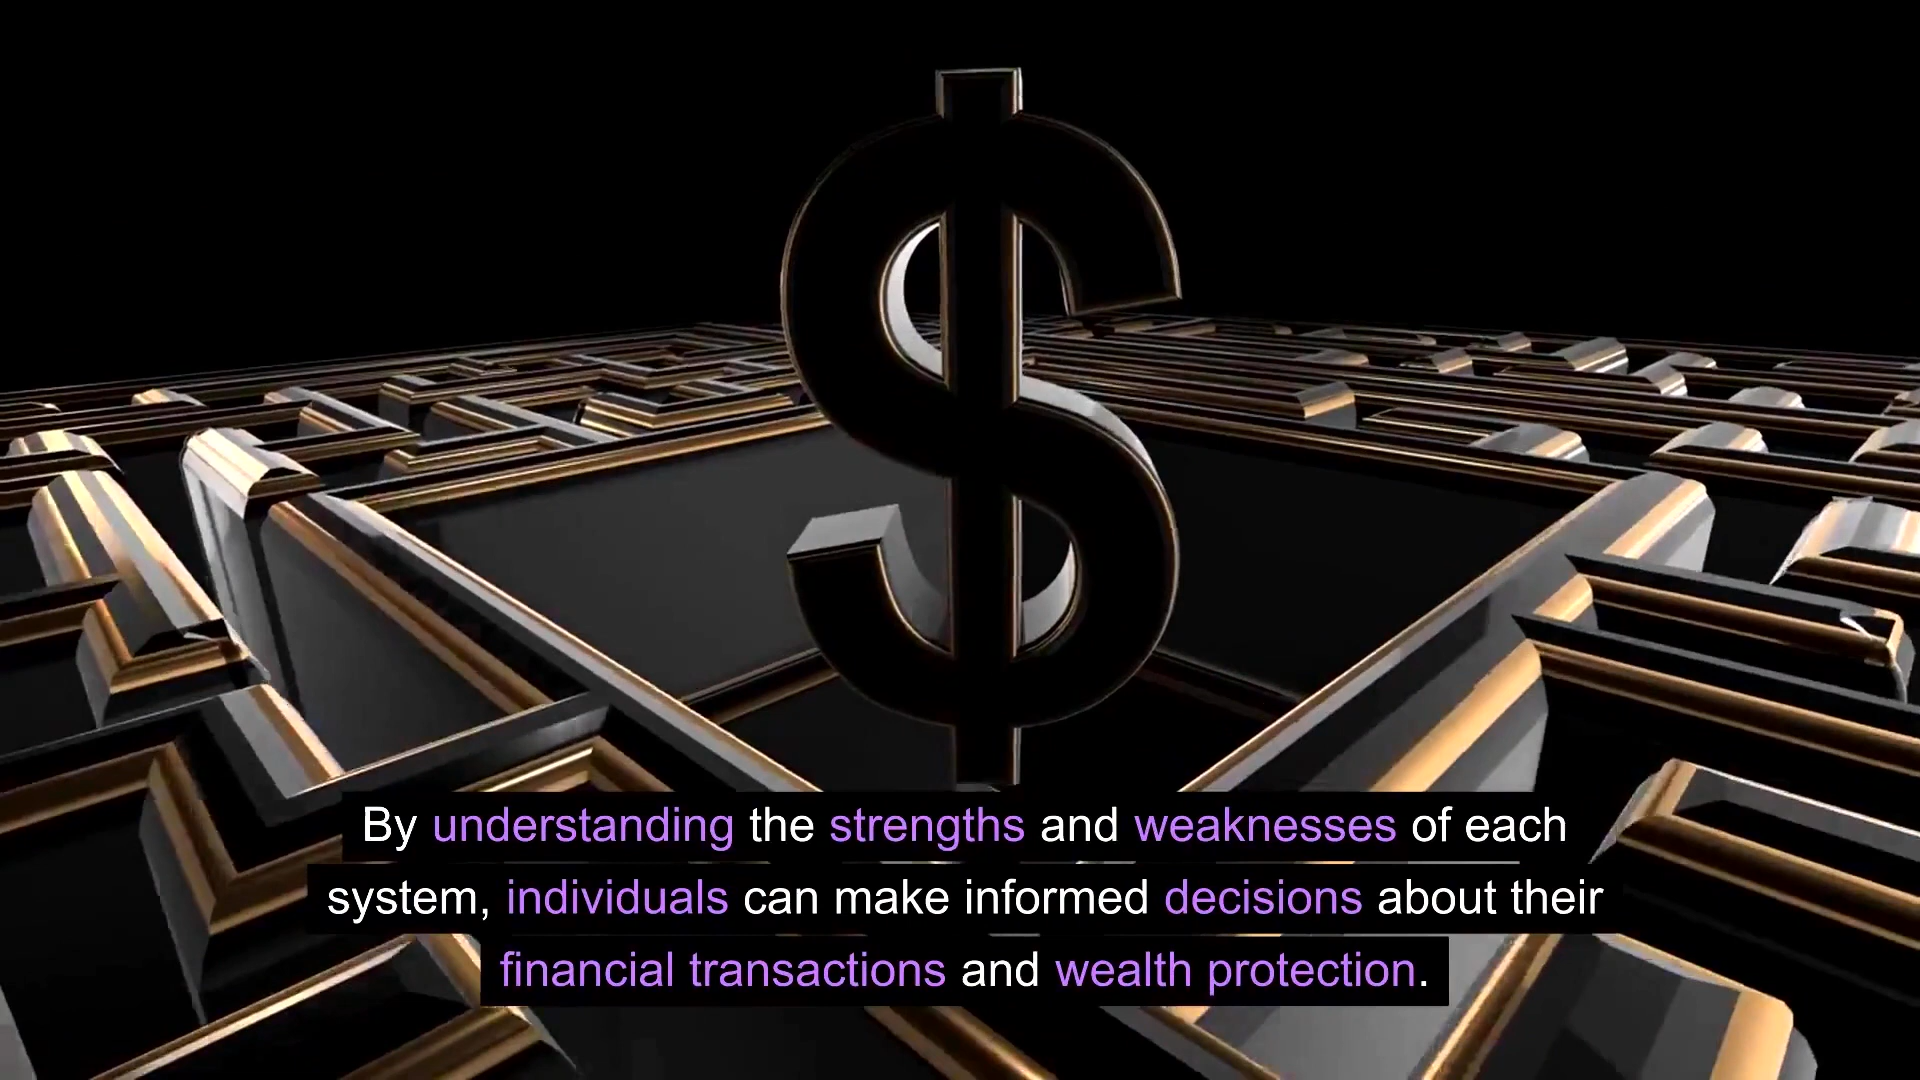 By understanding the strengths and weaknesses of each
system, individuals can make informed decisions about their
financial transactions and wealth protection.